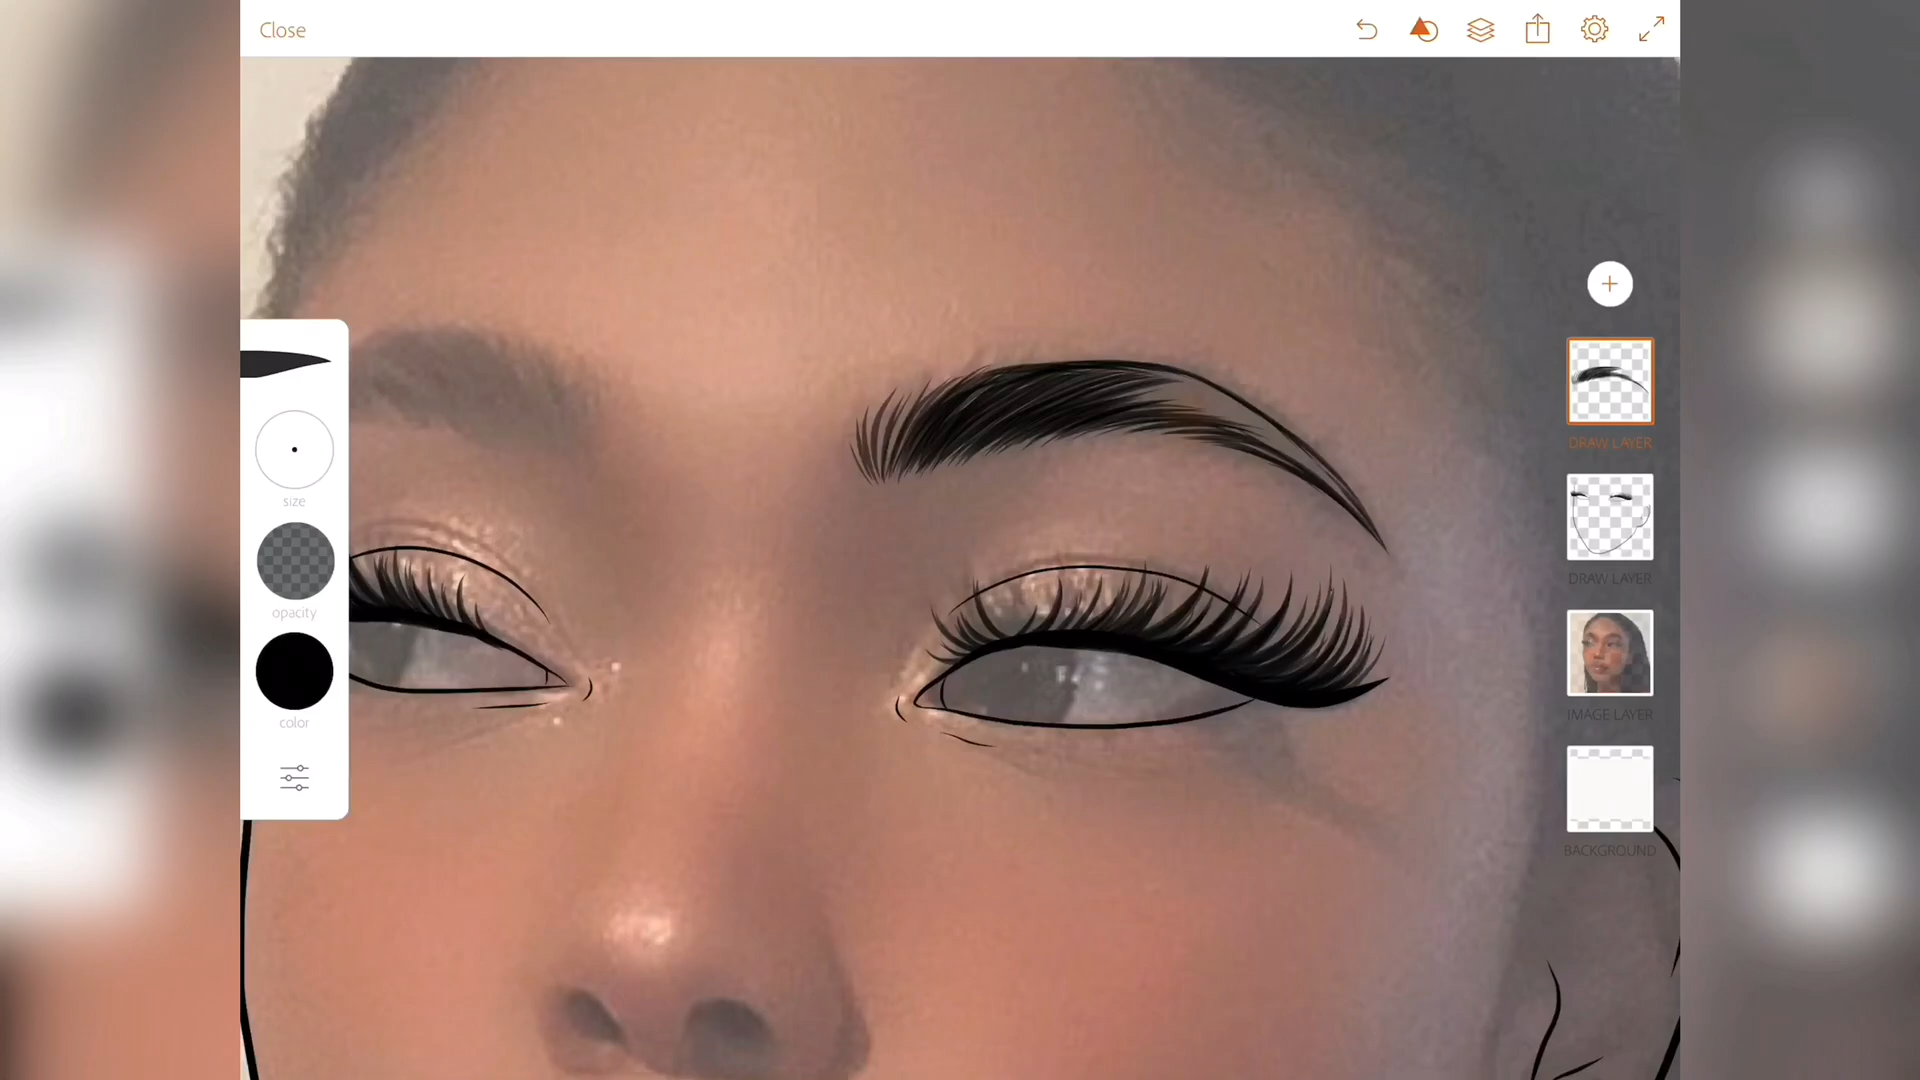 Close
size
opacity
color
DRAW LAYER
DRAW LAYER
IMAGE LAYER
BACKGROUND